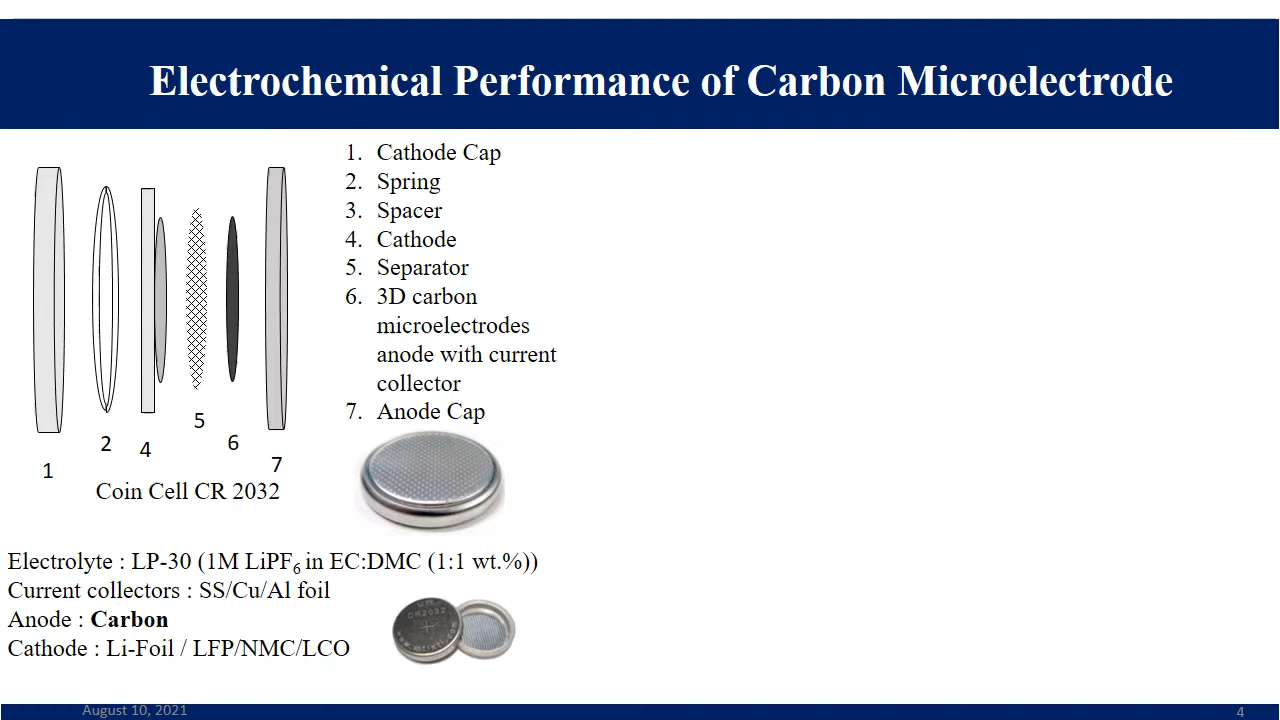 Electrochemical Performance of Carbon Microelectrode
1. Cathode Cap
2. Spring
3. Spacer
4. Cathode
5. Separator
6. 3D carbon
microelectrodes
anode with current
collector
7. Anode Cap
1
2
4
5
6
7
Coin Cell CR 2032
Electrolyte : LP-30 (1M LiPF₆ in EC:DMC (1:1 wt.%))
Current collectors : SS/Cu/Al foil
Anode : Carbon
Cathode : Li-Foil / LFP/NMC/LCO
CR2032
August 10, 2021
4